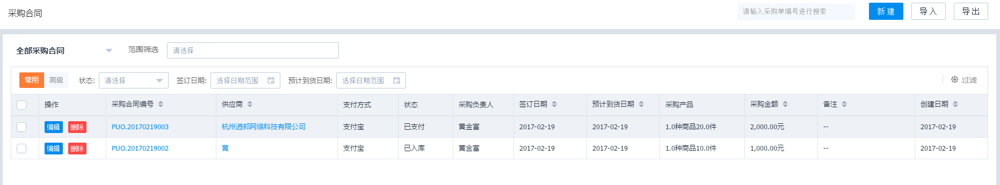 采购合同 请输入采购单编号进行搜索 新建 导入 导出
全部采购合同 范围筛选 请选择
常用 高级 状态: 请选择 签订日期: 选择日期范围 预计到货日期: 选择日期范围 过滤
操作 采购合同编号 供应商 支付方式 状态 采购负责人 签订日期 预计到货日期 采购产品 采购金额 备注 创建日期
编辑 删除 PUO.20170219003 杭州逍邦网络科技有限公司 支付宝 已支付 黄金富 2017-02-19 2017-02-19 1.0种商品20.0件 2,000.00元 -- 2017-02-19
编辑 删除 PUO.20170219002 黄 支付宝 已入库 黄金富 2017-02-19 2017-02-19 1.0种商品10.0件 1,000.00元 -- 2017-02-19